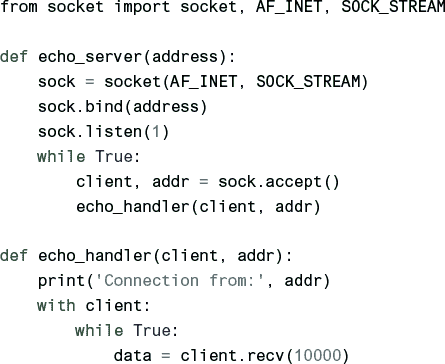 from socket import socket, AF_INET, SOCK_STREAM
def echo_server(address):
    sock = socket(AF_INET, SOCK_STREAM)
    sock.bind(address)
    sock.listen(1)
    while True:
        client, addr = sock.accept()
        echo_handler(client, addr)
def echo_handler(client, addr):
    print('Connection from:', addr)
    with client:
        while True:
            data = client.recv(10000)